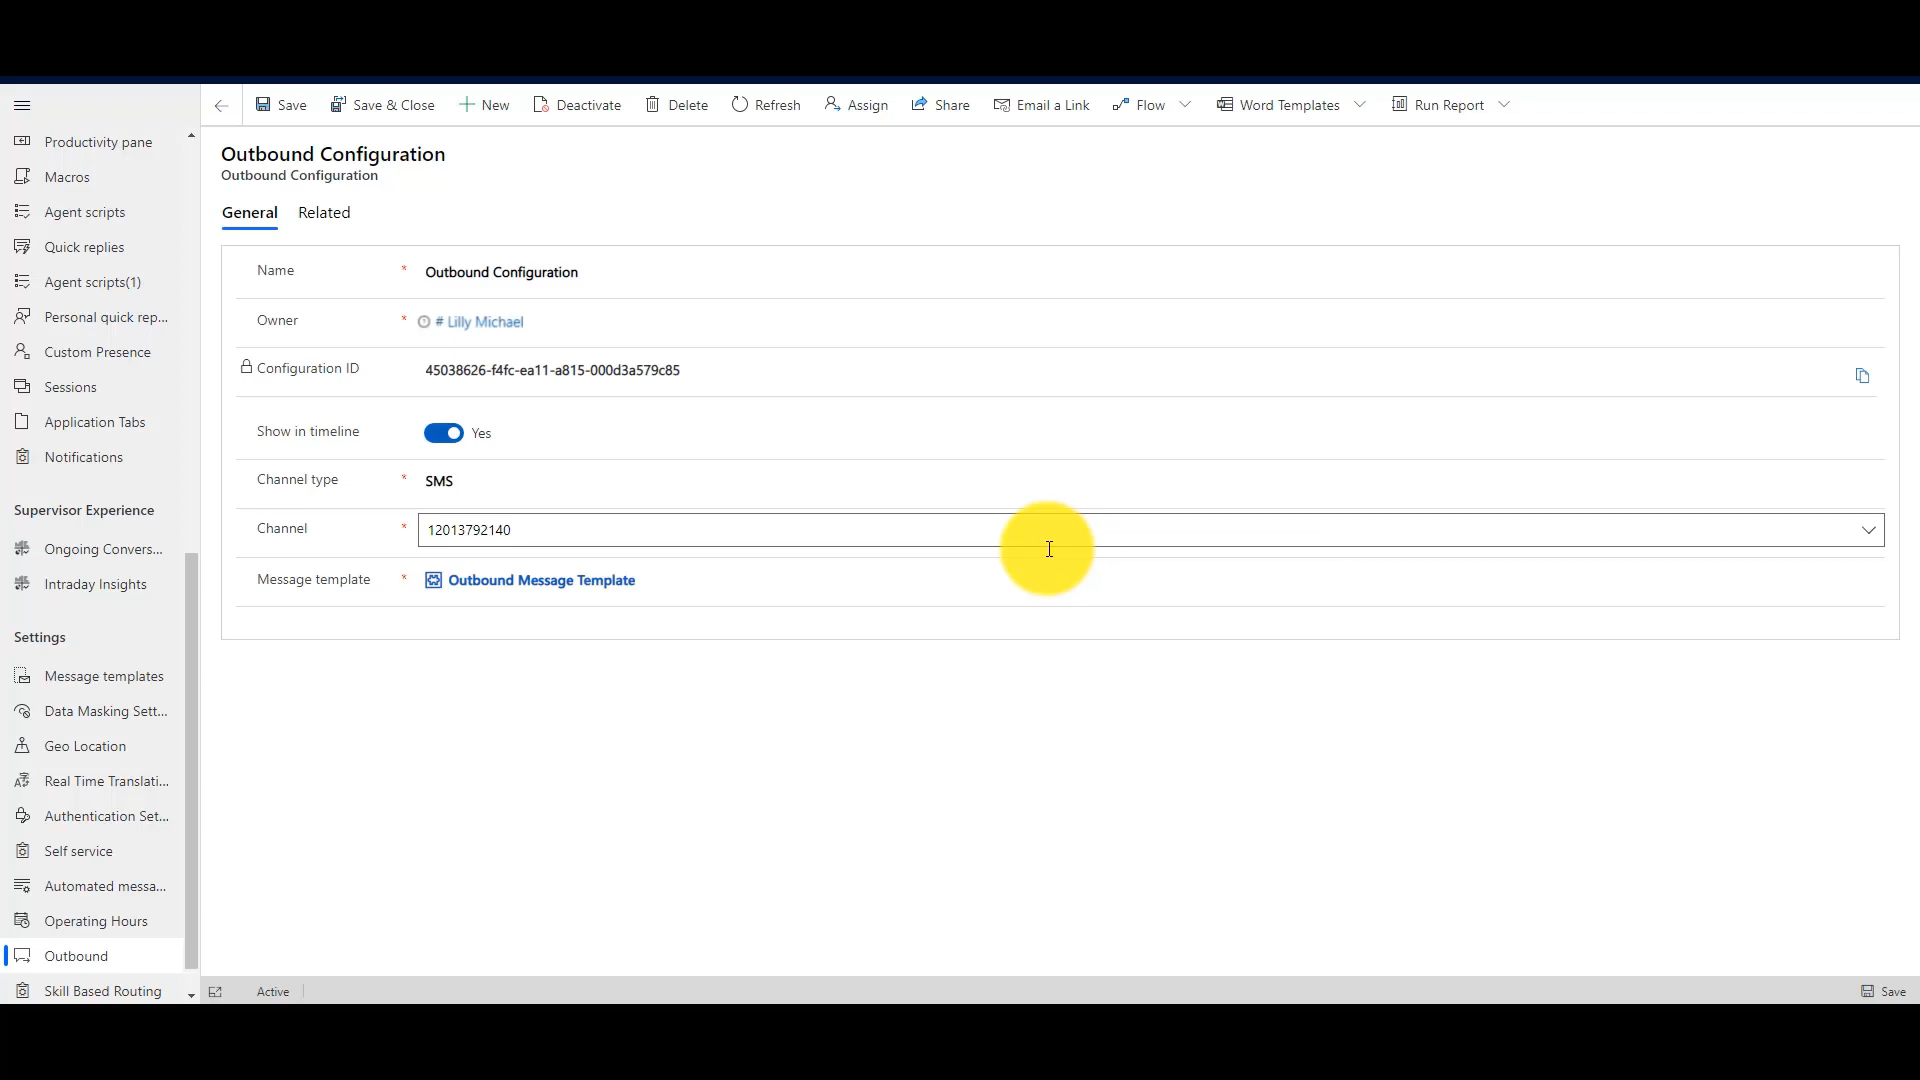 Save
Save & Close
New
Deactivate
Delete
Refresh
Assign
Share
Email a Link
Flow
Word Templates
Run Report
Productivity pane
Macros
Agent scripts
Quick replies
Agent scripts(1)
Personal quick rep...
Custom Presence
Sessions
Application Tabs
Notifications
Supervisor Experience
Ongoing Convers...
Intraday Insights
Settings
Message templates
Data Masking Sett...
Geo Location
Real Time Translati...
Authentication Set...
Self service
Automated messa...
Operating Hours
Outbound
Skill Based Routing
Outbound Configuration
Outbound Configuration
General Related
Name * Outbound Configuration
Owner * # Lilly Michael
Configuration ID 45038626-f4fc-ea11-a815-000d3a579c85
Show in timeline Yes
Channel type * SMS
Channel * 12013792140
Message template * Outbound Message Template
Active
Save